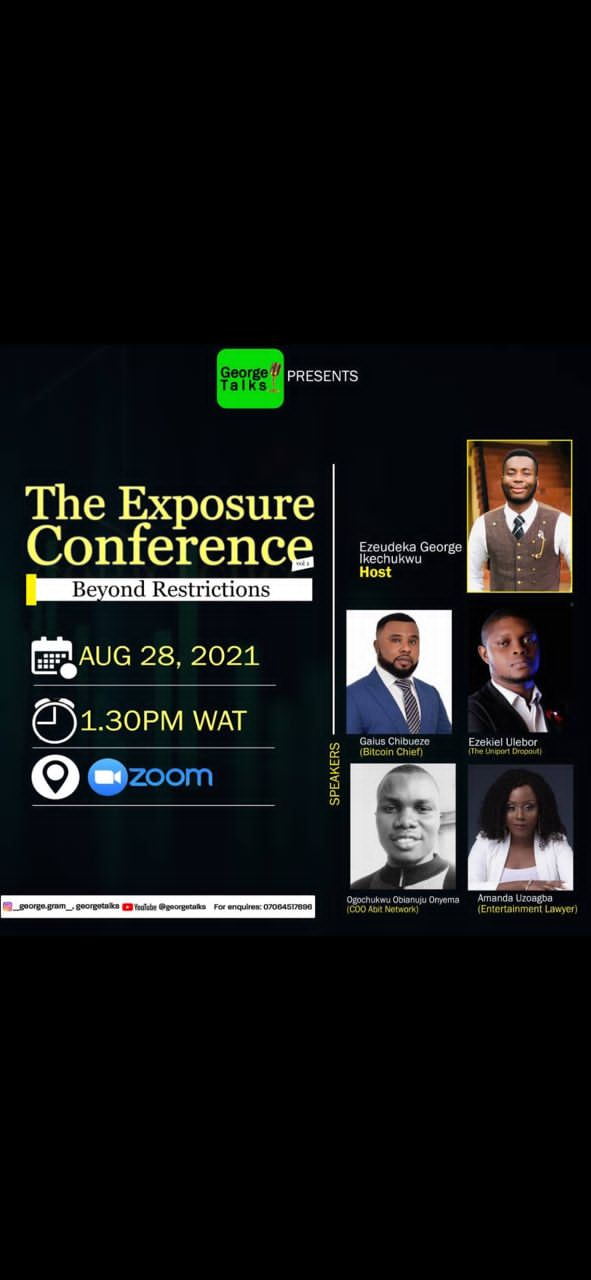 George
Talks
PRESENTS
The Exposure
Conference
vol 2
Beyond Restrictions
AUG 28, 2021
1.30PM WAT
zoom
Ezeudeka George
Ikechukwu
Host
SPEAKERS
Gaius Chibueze
(Bitcoin Chief)
Ezekiel Ulebor
(The Uniport Dropout)
Ogochukwu Obianuju Onyema
(COO Abit Network)
Amanda Uzoagba
(Entertainment Lawyer)
_george.gram_, georgetalks YouTube @georgetalks For enquires: 07064517696